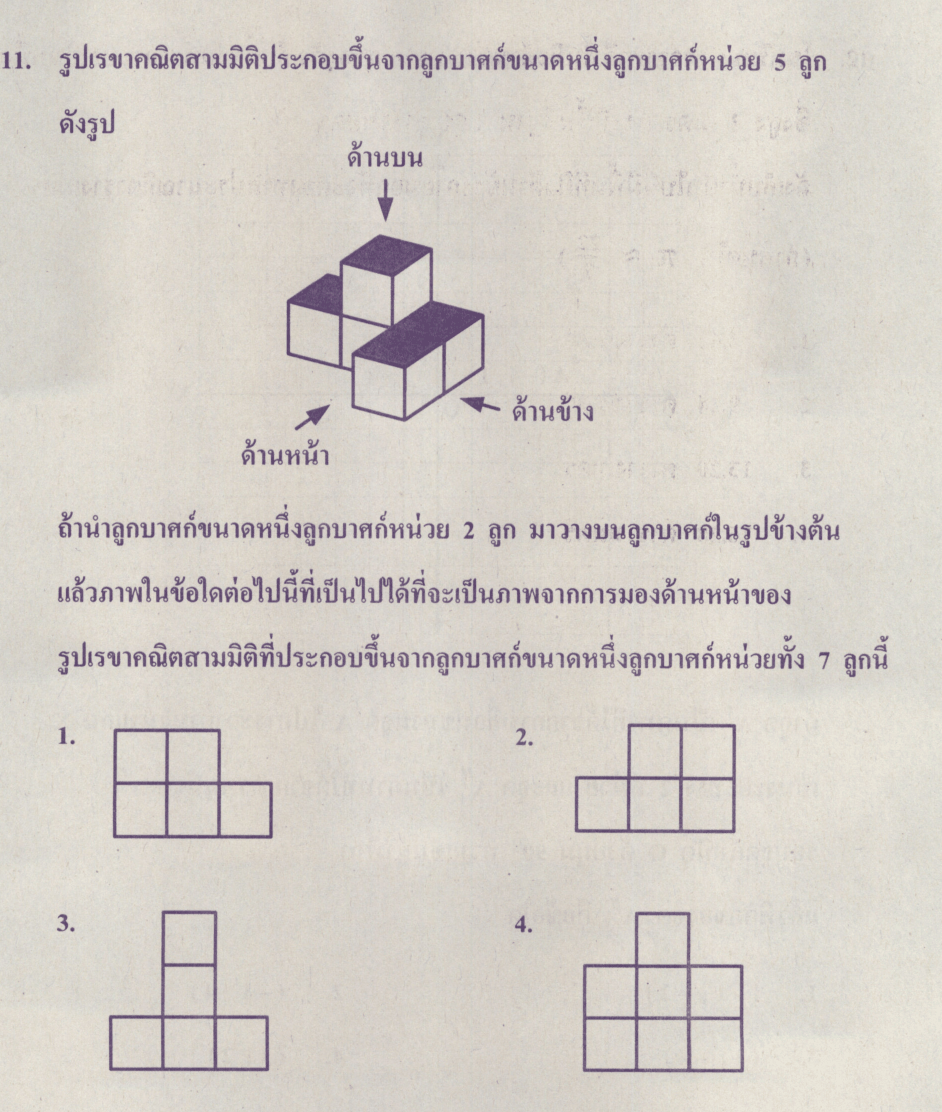 11. รูปเรขาคณิตสามมิติประกอบขึ้นจากลูกบาศก์ขนาดหนึ่งลูกบาศก์หน่วย 5 ลูก
ดังรูป
ด้านบน
ด้านข้าง
ด้านหน้า
ถ้านำลูกบาศก์ขนาดหนึ่งลูกบาศก์หน่วย 2 ลูก มาวางบนลูกบาศก์ในรูปข้างต้น
แล้วภาพในข้อใดต่อไปนี้ที่เป็นไปได้ที่จะเป็นภาพจากการมองด้านหน้าของ
รูปเรขาคณิตสามมิติที่ประกอบขึ้นจากลูกบาศก์ขนาดหนึ่งลูกบาศก์หน่วยทั้ง 7 ลูกนี้
1. 2.
3. 4.